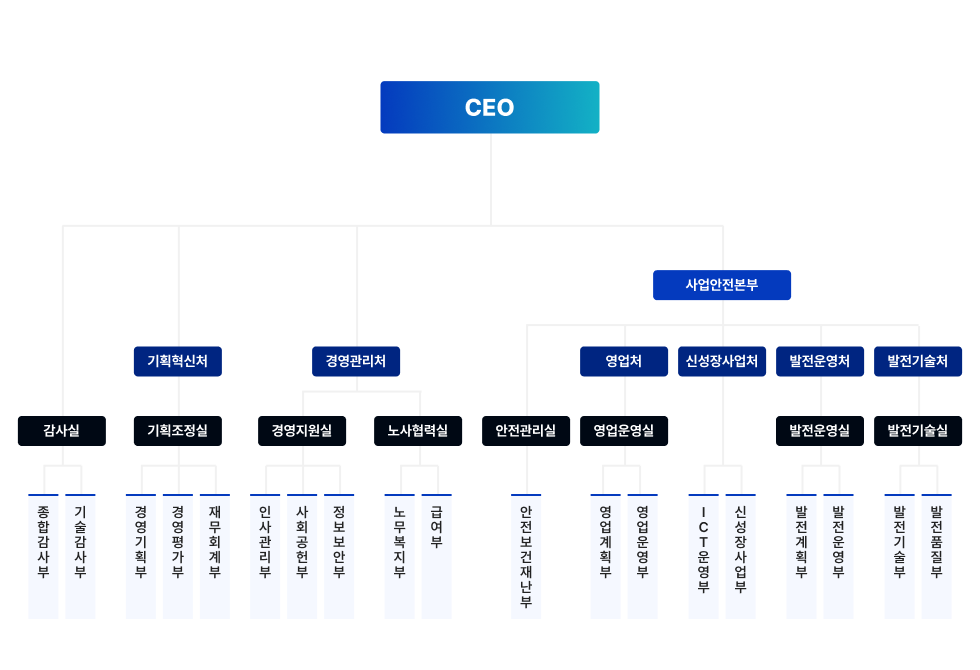 CEO
사업안전본부
기획혁신처
경영관리처
영업처
신성장사업처
발전운영처
발전기술처
감사실
기획조정실
경영지원실
노사협력실
안전관리실
영업운영실
발전운영실
발전기술실
종합감사부
기술감사부
경영기획부
경영평가부
재무회계부
인사관리부
사회공헌부
정보보안부
노무복지부
급여부
안전보건재난부
영업계획부
영업운영부
ICT운영부
신성장사업부
발전계획부
발전운영부
발전기술부
발전품질부